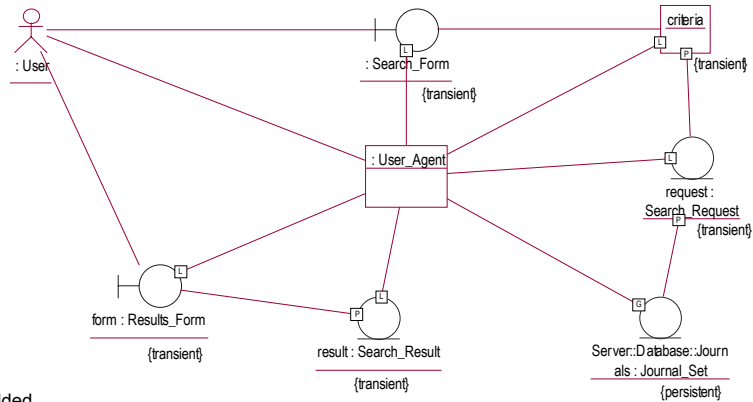 criteria
L
L
P
: User
: Search_Form
{transient}
{transient}
: User_Agent
L
request :
Search_Request
P
{transient}
L
L
G
P
form : Results_Form
{transient}
result : Search_Result
{transient}
Server::Database::Journ
als : Journal_Set
{persistent}